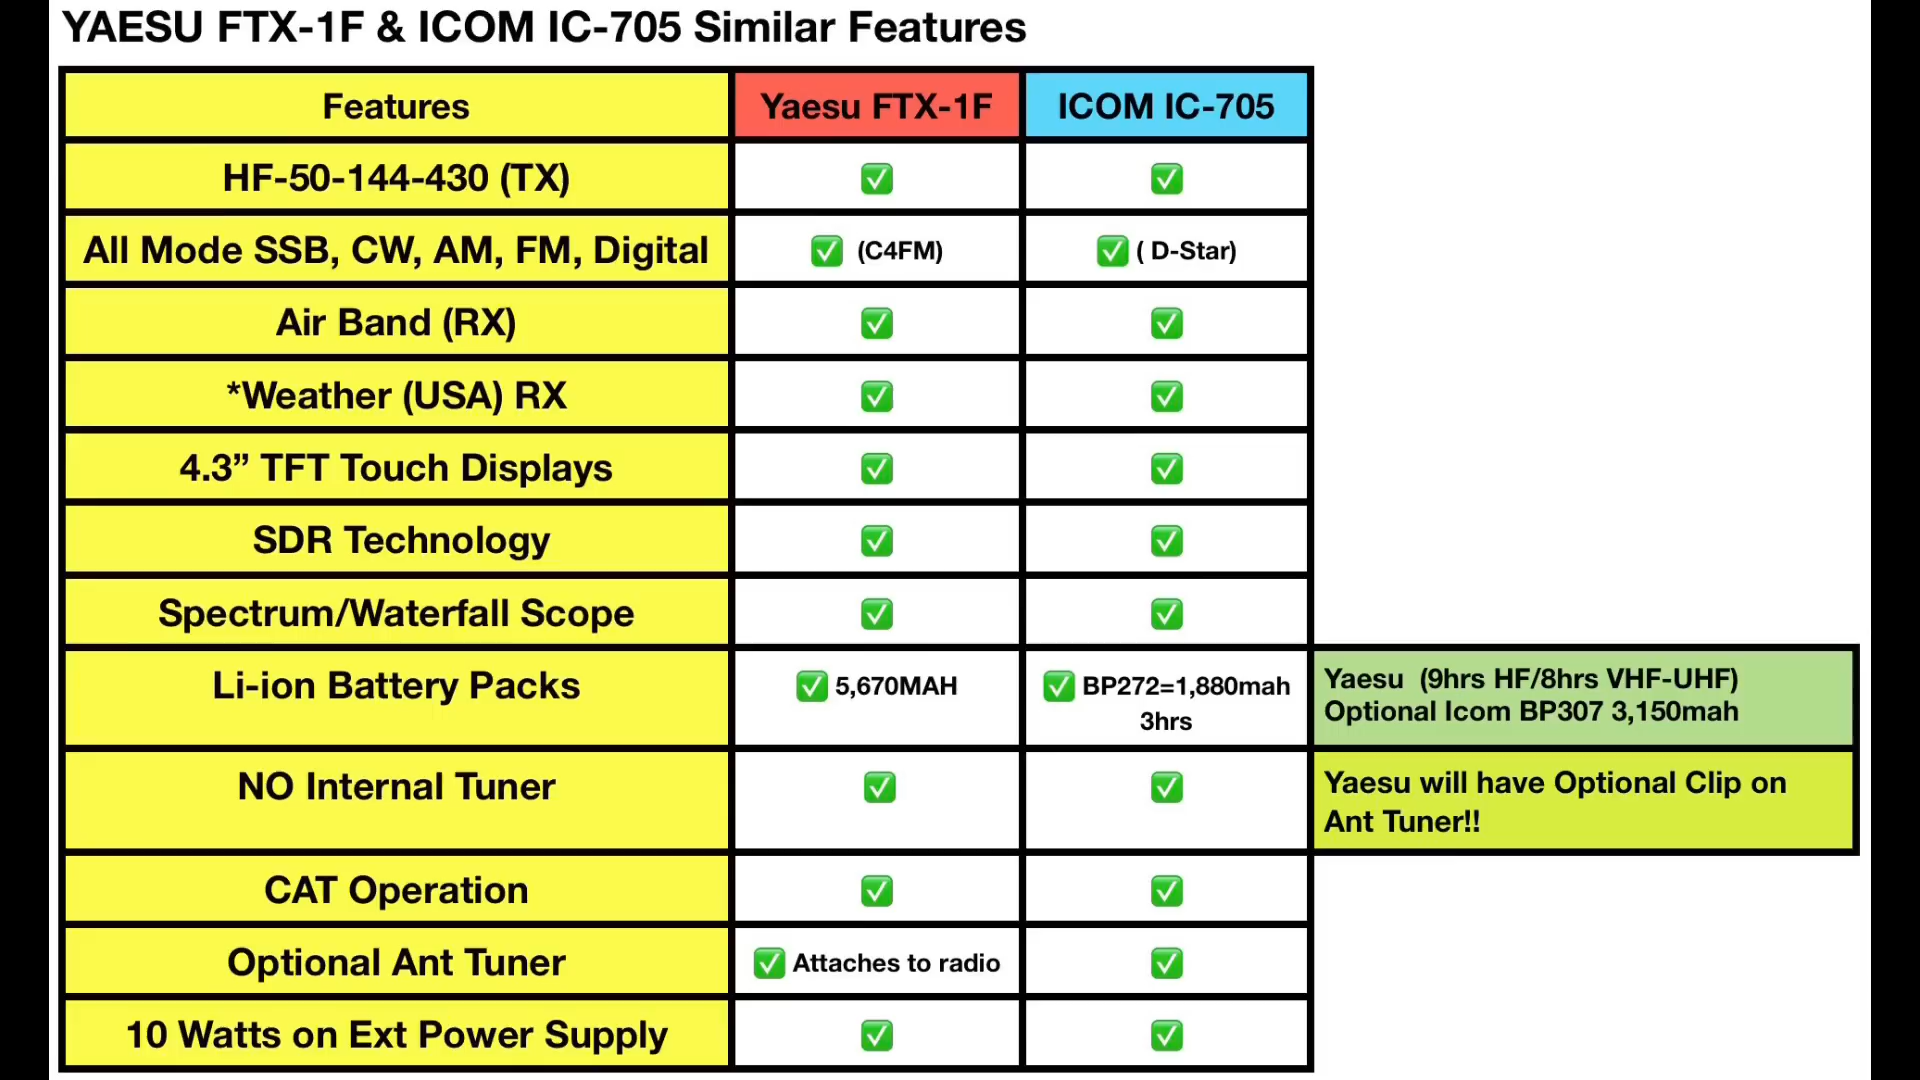 YAESU FTX-1F & ICOM IC-705 Similar Features
Features Yaesu FTX-1F ICOM IC-705
HF-50-144-430 (TX) ✅ ✅
All Mode SSB, CW, AM, FM, Digital ✅ (C4FM) ✅ ( D-Star)
Air Band (RX) ✅ ✅
*Weather (USA) RX ✅ ✅
4.3” TFT Touch Displays ✅ ✅
SDR Technology ✅ ✅
Spectrum/Waterfall Scope ✅ ✅
Li-ion Battery Packs ✅ 5,670MAH ✅ BP272=1,880mah
3hrs
Yaesu (9hrs HF/8hrs VHF-UHF)
Optional Icom BP307 3,150mah
NO Internal Tuner ✅ ✅
Yaesu will have Optional Clip on
Ant Tuner!!
CAT Operation ✅ ✅
Optional Ant Tuner ✅ Attaches to radio ✅
10 Watts on Ext Power Supply ✅ ✅